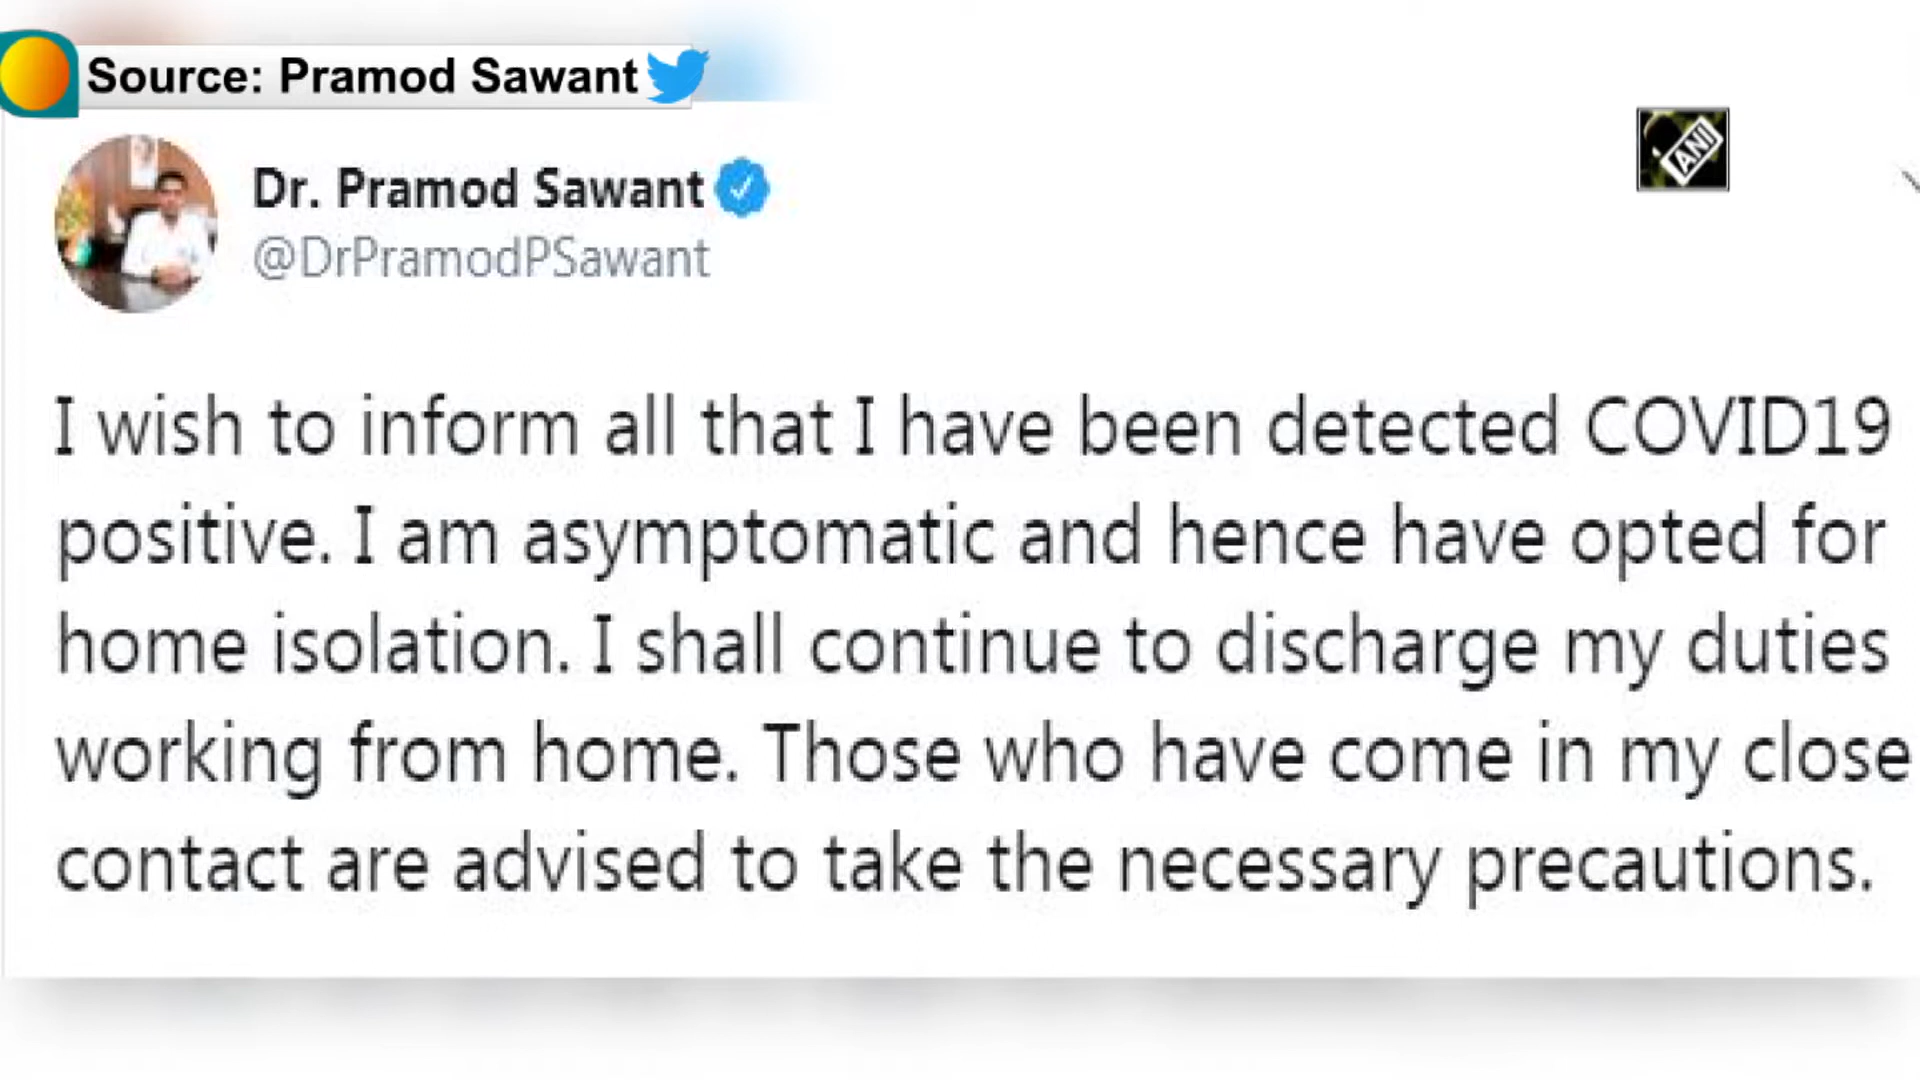 Source: Pramod Sawant
ANI
Dr. Pramod Sawant
@DrPramodPSawant
I wish to inform all that I have been detected COVID19
positive. I am asymptomatic and hence have opted for
home isolation. I shall continue to discharge my duties
working from home. Those who have come in my close
contact are advised to take the necessary precautions.